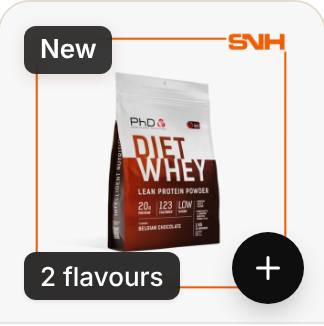 New
SNH
PhD
DIET
WHEY
LEAN PROTEIN POWDER
20g 123 LOW
BELGIAN CHOCOLATE
2 flavours